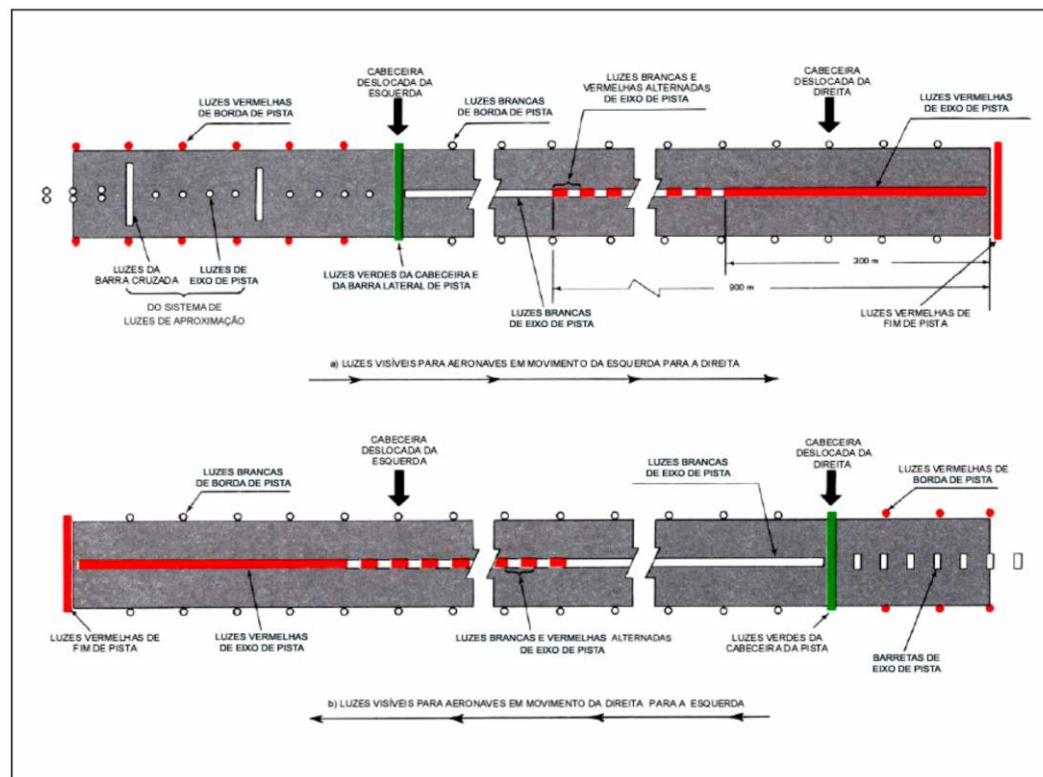 CABECEIRA
DESLOCADA DA
ESQUERDA
LUZES BRANCAS E
VERMELHAS ALTERNADAS
DE EIXO DE PISTA
CABECEIRA
DESLOCADA DA
DIREITA
LUZES VERMELHAS
DE BORDA DE PISTA
LUZES BRANCAS
DE BORDA DE PISTA
LUZES VERMELHAS
DE EIXO DE PISTA
LUZES DA
BARRA CRUZADA
LUZES DE
EIXO DE PISTA
DO SISTEMA DE
LUZES DE APROXIMAÇÃO
LUZES VERDES DA CABECEIRA E
DA BARRA LATERAL DE PISTA
LUZES BRANCAS
DE EIXO DE PISTA
300 m
900 m
LUZES VERMELHAS DE
FIM DE PISTA
a) LUZES VISÍVEIS PARA AERONAVES EM MOVIMENTO DA ESQUERDA PARA A DIREITA
CABECEIRA
DESLOCADA DA
ESQUERDA
CABECEIRA
DESLOCADA DA
DIREITA
LUZES BRANCAS
DE BORDA DE PISTA
LUZES BRANCAS
DE EIXO DE PISTA
LUZES VERMELHAS DE
BORDA DE PISTA
LUZES VERMELHAS DE
FIM DE PISTA
LUZES VERMELHAS
DE EIXO DE PISTA
LUZES BRANCAS E VERMELHAS ALTERNADAS
DE EIXO DE PISTA
LUZES VERDES DA
CABECEIRA DA PISTA
BARRETAS DE
EIXO DE PISTA
b) LUZES VISÍVEIS PARA AERONAVES EM MOVIMENTO DA DIREITA PARA A ESQUERDA